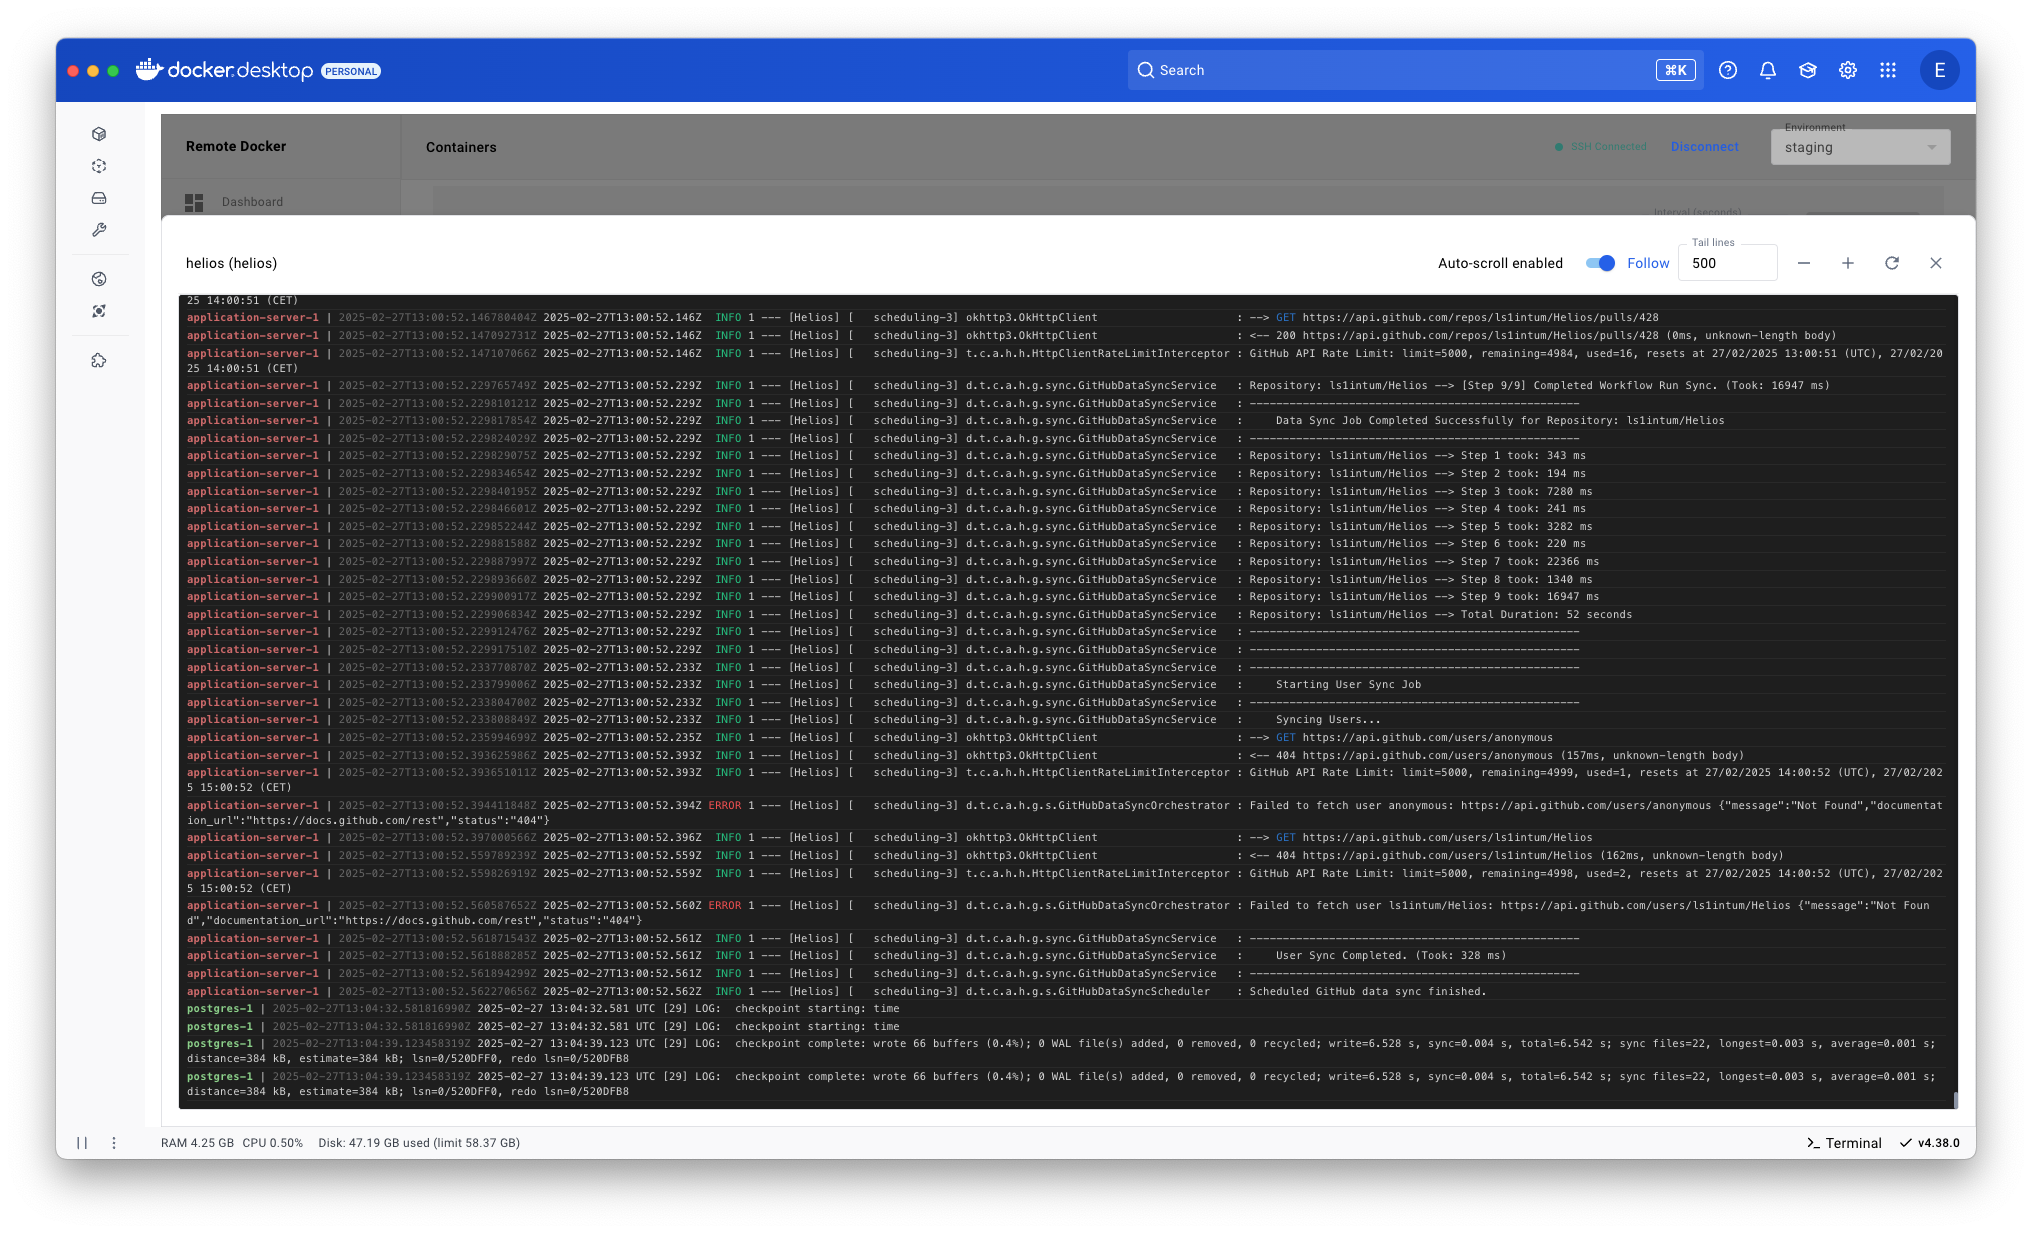 docker desktop PERSONAL
Search
⌘K
E
Remote Docker
Containers
SSH Connected
Disconnect
Environment
staging
Dashboard
Interval (seconds)
helios (helios)
Auto-scroll enabled
Follow
Tail lines
500
25 14:00:51 (CET)
application-server-1 | 2025-02-27T13:00:52.146780404Z 2025-02-27T13:00:52.146Z  INFO 1 --- [Helios] [   scheduling-3] okhttp3.OkHttpClient                     : --> GET https://api.github.com/repos/ls1intum/Helios/pulls/428
application-server-1 | 2025-02-27T13:00:52.147092731Z 2025-02-27T13:00:52.146Z  INFO 1 --- [Helios] [   scheduling-3] okhttp3.OkHttpClient                     : <-- 200 https://api.github.com/repos/ls1intum/Helios/pulls/428 (0ms, unknown-length body)
application-server-1 | 2025-02-27T13:00:52.147107066Z 2025-02-27T13:00:52.146Z  INFO 1 --- [Helios] [   scheduling-3] t.c.a.h.h.HttpClientRateLimitInterceptor : GitHub API Rate Limit: limit=5000, remaining=4984, used=16, resets at 27/02/2025 13:00:51 (UTC), 27/02/20
25 14:00:51 (CET)
application-server-1 | 2025-02-27T13:00:52.229765749Z 2025-02-27T13:00:52.229Z  INFO 1 --- [Helios] [   scheduling-3] d.t.c.a.h.g.sync.GitHubDataSyncService   : Repository: ls1intum/Helios --> [Step 9/9] Completed Workflow Run Sync. (Took: 16947 ms)
application-server-1 | 2025-02-27T13:00:52.229810121Z 2025-02-27T13:00:52.229Z  INFO 1 --- [Helios] [   scheduling-3] d.t.c.a.h.g.sync.GitHubDataSyncService   : --------------------------------------------------
application-server-1 | 2025-02-27T13:00:52.229817854Z 2025-02-27T13:00:52.229Z  INFO 1 --- [Helios] [   scheduling-3] d.t.c.a.h.g.sync.GitHubDataSyncService   :     Data Sync Job Completed Successfully for Repository: ls1intum/Helios
application-server-1 | 2025-02-27T13:00:52.229824029Z 2025-02-27T13:00:52.229Z  INFO 1 --- [Helios] [   scheduling-3] d.t.c.a.h.g.sync.GitHubDataSyncService   : --------------------------------------------------
application-server-1 | 2025-02-27T13:00:52.229829075Z 2025-02-27T13:00:52.229Z  INFO 1 --- [Helios] [   scheduling-3] d.t.c.a.h.g.sync.GitHubDataSyncService   : Repository: ls1intum/Helios --> Step 1 took: 343 ms
application-server-1 | 2025-02-27T13:00:52.229834654Z 2025-02-27T13:00:52.229Z  INFO 1 --- [Helios] [   scheduling-3] d.t.c.a.h.g.sync.GitHubDataSyncService   : Repository: ls1intum/Helios --> Step 2 took: 194 ms
application-server-1 | 2025-02-27T13:00:52.229840195Z 2025-02-27T13:00:52.229Z  INFO 1 --- [Helios] [   scheduling-3] d.t.c.a.h.g.sync.GitHubDataSyncService   : Repository: ls1intum/Helios --> Step 3 took: 7280 ms
application-server-1 | 2025-02-27T13:00:52.229846601Z 2025-02-27T13:00:52.229Z  INFO 1 --- [Helios] [   scheduling-3] d.t.c.a.h.g.sync.GitHubDataSyncService   : Repository: ls1intum/Helios --> Step 4 took: 241 ms
application-server-1 | 2025-02-27T13:00:52.229852244Z 2025-02-27T13:00:52.229Z  INFO 1 --- [Helios] [   scheduling-3] d.t.c.a.h.g.sync.GitHubDataSyncService   : Repository: ls1intum/Helios --> Step 5 took: 3282 ms
application-server-1 | 2025-02-27T13:00:52.229881588Z 2025-02-27T13:00:52.229Z  INFO 1 --- [Helios] [   scheduling-3] d.t.c.a.h.g.sync.GitHubDataSyncService   : Repository: ls1intum/Helios --> Step 6 took: 220 ms
application-server-1 | 2025-02-27T13:00:52.229887997Z 2025-02-27T13:00:52.229Z  INFO 1 --- [Helios] [   scheduling-3] d.t.c.a.h.g.sync.GitHubDataSyncService   : Repository: ls1intum/Helios --> Step 7 took: 22366 ms
application-server-1 | 2025-02-27T13:00:52.229893660Z 2025-02-27T13:00:52.229Z  INFO 1 --- [Helios] [   scheduling-3] d.t.c.a.h.g.sync.GitHubDataSyncService   : Repository: ls1intum/Helios --> Step 8 took: 1340 ms
application-server-1 | 2025-02-27T13:00:52.229900917Z 2025-02-27T13:00:52.229Z  INFO 1 --- [Helios] [   scheduling-3] d.t.c.a.h.g.sync.GitHubDataSyncService   : Repository: ls1intum/Helios --> Step 9 took: 16947 ms
application-server-1 | 2025-02-27T13:00:52.229906834Z 2025-02-27T13:00:52.229Z  INFO 1 --- [Helios] [   scheduling-3] d.t.c.a.h.g.sync.GitHubDataSyncService   : Repository: ls1intum/Helios --> Total Duration: 52 seconds
application-server-1 | 2025-02-27T13:00:52.229912476Z 2025-02-27T13:00:52.229Z  INFO 1 --- [Helios] [   scheduling-3] d.t.c.a.h.g.sync.GitHubDataSyncService   : --------------------------------------------------
application-server-1 | 2025-02-27T13:00:52.229917510Z 2025-02-27T13:00:52.229Z  INFO 1 --- [Helios] [   scheduling-3] d.t.c.a.h.g.sync.GitHubDataSyncService   : --------------------------------------------------
application-server-1 | 2025-02-27T13:00:52.233770870Z 2025-02-27T13:00:52.233Z  INFO 1 --- [Helios] [   scheduling-3] d.t.c.a.h.g.sync.GitHubDataSyncService   : --------------------------------------------------
application-server-1 | 2025-02-27T13:00:52.233799006Z 2025-02-27T13:00:52.233Z  INFO 1 --- [Helios] [   scheduling-3] d.t.c.a.h.g.sync.GitHubDataSyncService   :     Starting User Sync Job
application-server-1 | 2025-02-27T13:00:52.233804700Z 2025-02-27T13:00:52.233Z  INFO 1 --- [Helios] [   scheduling-3] d.t.c.a.h.g.sync.GitHubDataSyncService   : --------------------------------------------------
application-server-1 | 2025-02-27T13:00:52.233808849Z 2025-02-27T13:00:52.233Z  INFO 1 --- [Helios] [   scheduling-3] d.t.c.a.h.g.sync.GitHubDataSyncService   :     Syncing Users...
application-server-1 | 2025-02-27T13:00:52.235994699Z 2025-02-27T13:00:52.233Z  INFO 1 --- [Helios] [   scheduling-3] okhttp3.OkHttpClient                     : --> GET https://api.github.com/users/anonymous
application-server-1 | 2025-02-27T13:00:52.393625986Z 2025-02-27T13:00:52.393Z  INFO 1 --- [Helios] [   scheduling-3] okhttp3.OkHttpClient                     : <-- 404 https://api.github.com/users/anonymous (157ms, unknown-length body)
application-server-1 | 2025-02-27T13:00:52.393651011Z 2025-02-27T13:00:52.393Z  INFO 1 --- [Helios] [   scheduling-3] t.c.a.h.h.HttpClientRateLimitInterceptor : GitHub API Rate Limit: limit=5000, remaining=4999, used=1, resets at 27/02/2025 14:00:52 (UTC), 27/02/202
5 15:00:52 (CET)
application-server-1 | 2025-02-27T13:00:52.394411848Z 2025-02-27T13:00:52.394Z ERROR 1 --- [Helios] [   scheduling-3] d.t.c.a.h.g.s.GitHubDataSyncOrchestrator : Failed to fetch user anonymous: https://api.github.com/users/anonymous {"message":"Not Found","documentat
ion_url":"https://docs.github.com/rest","status":"404"}
application-server-1 | 2025-02-27T13:00:52.397000566Z 2025-02-27T13:00:52.396Z  INFO 1 --- [Helios] [   scheduling-3] okhttp3.OkHttpClient                     : --> GET https://api.github.com/users/ls1intum/Helios
application-server-1 | 2025-02-27T13:00:52.559789239Z 2025-02-27T13:00:52.559Z  INFO 1 --- [Helios] [   scheduling-3] okhttp3.OkHttpClient                     : <-- 404 https://api.github.com/users/ls1intum/Helios (162ms, unknown-length body)
application-server-1 | 2025-02-27T13:00:52.559826919Z 2025-02-27T13:00:52.559Z  INFO 1 --- [Helios] [   scheduling-3] t.c.a.h.h.HttpClientRateLimitInterceptor : GitHub API Rate Limit: limit=5000, remaining=4998, used=2, resets at 27/02/2025 14:00:52 (UTC), 27/02/202
5 15:00:52 (CET)
application-server-1 | 2025-02-27T13:00:52.560587652Z 2025-02-27T13:00:52.560Z ERROR 1 --- [Helios] [   scheduling-3] d.t.c.a.h.g.s.GitHubDataSyncOrchestrator : Failed to fetch user ls1intum/Helios: https://api.github.com/users/ls1intum/Helios {"message":"Not Foun
d","documentation_url":"https://docs.github.com/rest","status":"404"}
application-server-1 | 2025-02-27T13:00:52.561871543Z 2025-02-27T13:00:52.561Z  INFO 1 --- [Helios] [   scheduling-3] d.t.c.a.h.g.sync.GitHubDataSyncService   : --------------------------------------------------
application-server-1 | 2025-02-27T13:00:52.561888285Z 2025-02-27T13:00:52.561Z  INFO 1 --- [Helios] [   scheduling-3] d.t.c.a.h.g.sync.GitHubDataSyncService   :     User Sync Completed. (Took: 328 ms)
application-server-1 | 2025-02-27T13:00:52.561894299Z 2025-02-27T13:00:52.561Z  INFO 1 --- [Helios] [   scheduling-3] d.t.c.a.h.g.sync.GitHubDataSyncService   : --------------------------------------------------
application-server-1 | 2025-02-27T13:00:52.562270656Z 2025-02-27T13:00:52.562Z  INFO 1 --- [Helios] [   scheduling-3] d.t.c.a.h.g.s.GitHubDataSyncScheduler    : Scheduled GitHub data sync finished.
postgres-1 | 2025-02-27T13:04:32.581816990Z 2025-02-27 13:04:32.581 UTC [29] LOG:  checkpoint starting: time
postgres-1 | 2025-02-27T13:04:32.581816990Z 2025-02-27 13:04:32.581 UTC [29] LOG:  checkpoint starting: time
postgres-1 | 2025-02-27T13:04:39.123458319Z 2025-02-27 13:04:39.123 UTC [29] LOG:  checkpoint complete: wrote 66 buffers (0.4%); 0 WAL file(s) added, 0 removed, 0 recycled; write=6.528 s, sync=0.004 s, total=6.542 s; sync files=22, longest=0.003 s, average=0.001 s;
distance=384 kB, estimate=384 kB; lsn=0/520DFF0, redo lsn=0/520DFB8
postgres-1 | 2025-02-27T13:04:39.123458319Z 2025-02-27 13:04:39.123 UTC [29] LOG:  checkpoint complete: wrote 66 buffers (0.4%); 0 WAL file(s) added, 0 removed, 0 recycled; write=6.528 s, sync=0.004 s, total=6.542 s; sync files=22, longest=0.003 s, average=0.001 s;
distance=384 kB, estimate=384 kB; lsn=0/520DFF0, redo lsn=0/520DFB8
RAM 4.25 GB CPU 0.50% Disk: 47.19 GB used (limit 58.37 GB)
Terminal
v4.38.0